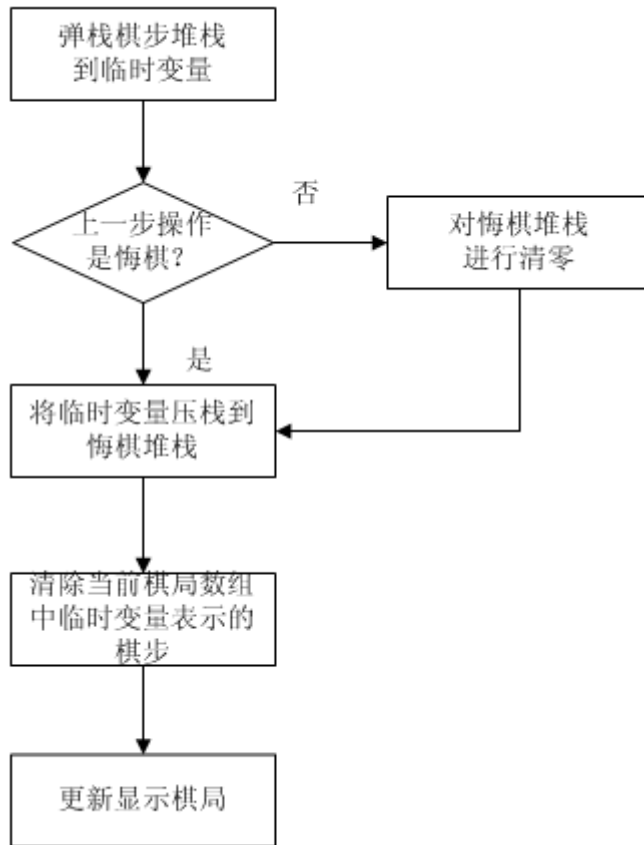 弹栈棋步堆栈
到临时变量
上一步操作
是悔棋?
否
对悔棋堆栈
进行清零
是
将临时变量压栈到
悔棋堆栈
清除当前棋局数组
中临时变量表示的
棋步
更新显示棋局